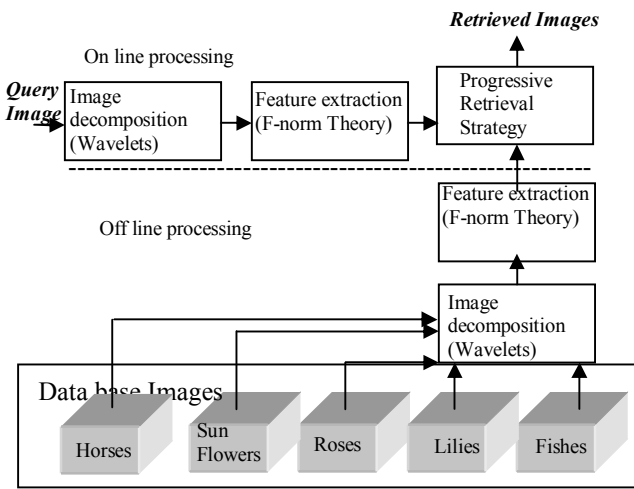 Retrieved Images
On line processing
Query
Image
Image
decomposition
(Wavelets)
Feature extraction
(F-norm Theory)
Progressive
Retrieval
Strategy
Feature extraction
(F-norm Theory)
Off line processing
Image
decomposition
(Wavelets)
Data base Images
Horses
Sun
Flowers
Roses
Lilies
Fishes